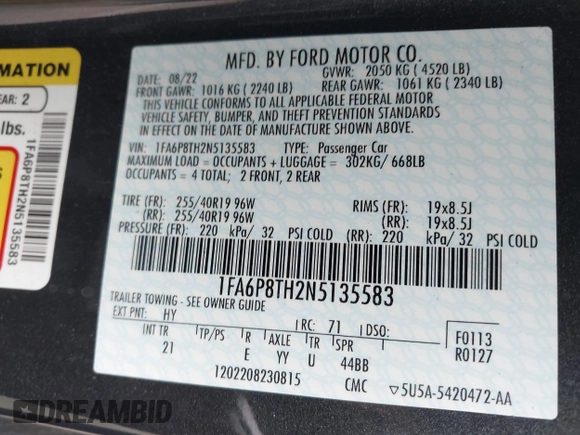 MATION
EAR: 2
lbs.
1FA6P8TH2N5135583
MFD. BY FORD MOTOR CO.
DATE: 08/22 GVWR: 2050 KG (4520 LB)
FRONT GAWR: 1016 KG (2240 LB) REAR GAWR: 1061 KG (2340 LB)
THIS VEHICLE CONFORMS TO ALL APPLICABLE FEDERAL MOTOR
VEHICLE SAFETY, BUMPER, AND THEFT PREVENTION STANDARDS
IN EFFECT ON THE DATE OF MANUFACTURE SHOWN ABOVE.
VIN: 1FA6P8TH2N5135583 TYPE: Passenger Car
MAXIMUM LOAD = OCCUPANTS + LUGGAGE = 302KG/ 668LB
OCCUPANTS = 4 TOTAL; 2 FRONT, 2 REAR
TIRE (FR): 255/40R19 96W RIMS (FR): 19x8.5J
(RR): 255/40R19 96W (RR): 19x8.5J
PRESSURE (FR): 220 kPa/ 32 PSI COLD (RR): 220 kPa/ 32 PSI COLD
1FA6P8TH2N5135583
TRAILER TOWING - SEE OWNER GUIDE
EXT PNT: HY RC: 71 DSO: F0113
INT TR TP/PS R AXLE TR SPR R0127
21 E YY U 44BB
1202208230815 CMC 5U5A-5420472-AA
DREAMBID